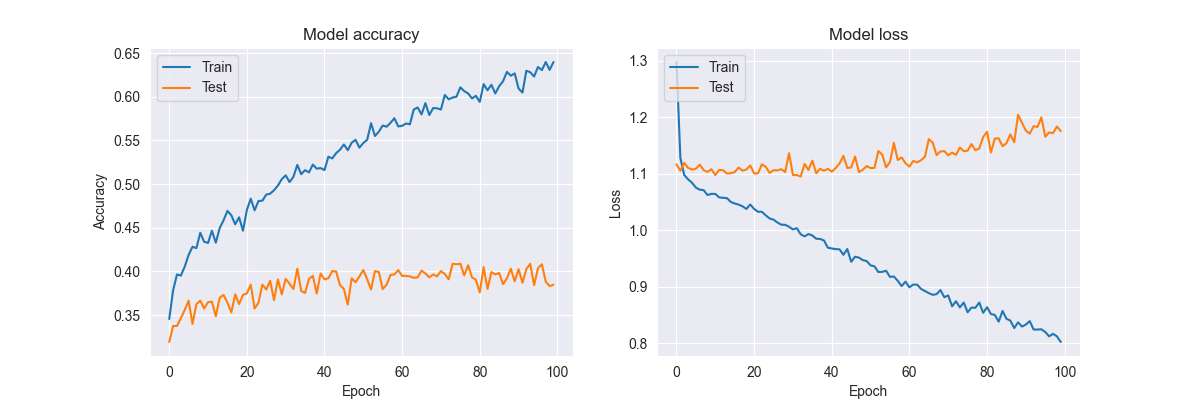 Model accuracy
Train
Test
0.65
0.60
0.55
0.50
0.45
0.40
0.35
Accuracy
0 20 40 60 80 100
Epoch
Model loss
Train
Test
1.3
1.2
1.1
1.0
0.9
0.8
Loss
0 20 40 60 80 100
Epoch